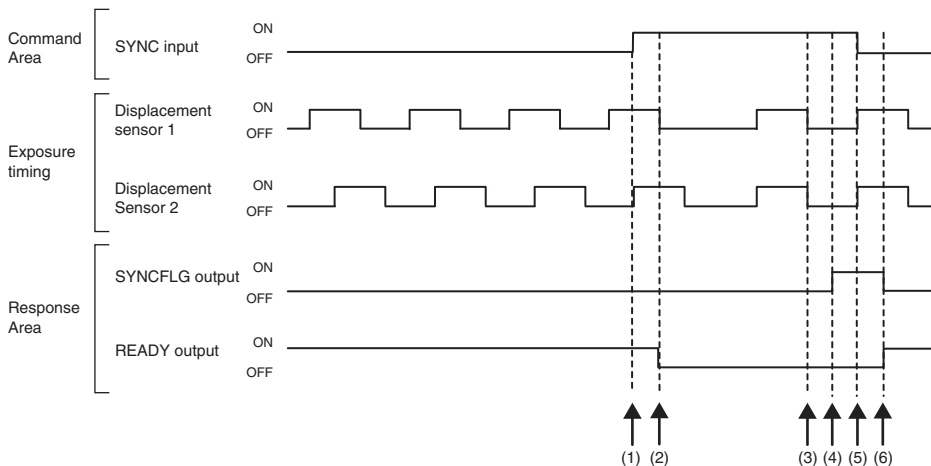 Command
Area
SYNC input
ON
OFF
Exposure
timing
Displacement
sensor 1
ON
OFF
Displacement
Sensor 2
ON
OFF
Response
Area
SYNCFLG output
ON
OFF
READY output
ON
OFF
(1) (2) (3) (4) (5) (6)